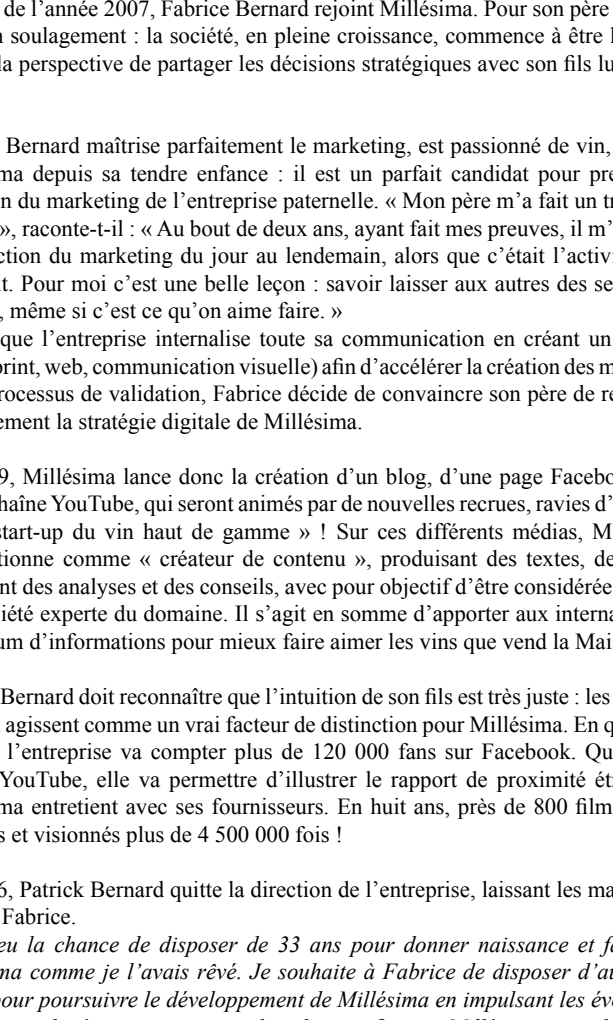 de l’année 2007, Fabrice Bernard rejoint Millésima. Pour son père
soulagement : la société, en pleine croissance, commence à être
la perspective de partager les décisions stratégiques avec son fils lu
Bernard maîtrise parfaitement le marketing, est passionné de vin,
ma depuis sa tendre enfance : il est un parfait candidat pour pre
n du marketing de l’entreprise paternelle. « Mon père m’a fait un tr
», raconte-t-il : « Au bout de deux ans, ayant fait mes preuves, il m’
ction du marketing du jour au lendemain, alors que c’était l’activi
t. Pour moi c’est une belle leçon : savoir laisser aux autres des se
, même si c’est ce qu’on aime faire. »
que l’entreprise internalise toute sa communication en créant un
print, web, communication visuelle) afin d’accélérer la création des m
rocessus de validation, Fabrice décide de convaincre son père de re
ement la stratégie digitale de Millésima.
9, Millésima lance donc la création d’un blog, d’une page Facebo
haîne YouTube, qui seront animés par de nouvelles recrues, ravies d’
start-up du vin haut de gamme » ! Sur ces différents médias, M
tionne comme « créateur de contenu », produisant des textes, de
nt des analyses et des conseils, avec pour objectif d’être considérée
iété experte du domaine. Il s’agit en somme d’apporter aux interna
um d’informations pour mieux faire aimer les vins que vend la Mai
Bernard doit reconnaître que l’intuition de son fils est très juste : les
agissent comme un vrai facteur de distinction pour Millésima. En q
l’entreprise va compter plus de 120 000 fans sur Facebook. Qu
YouTube, elle va permettre d’illustrer le rapport de proximité étr
ma entretient avec ses fournisseurs. En huit ans, près de 800 film
s et visionnés plus de 4 500 000 fois !
6, Patrick Bernard quitte la direction de l’entreprise, laissant les ma
Fabrice.
eu la chance de disposer de 33 ans pour donner naissance et fa
ma comme je l’avais rêvé. Je souhaite à Fabrice de disposer d’au
pour poursuivre le développement de Millésima en impulsant les évo